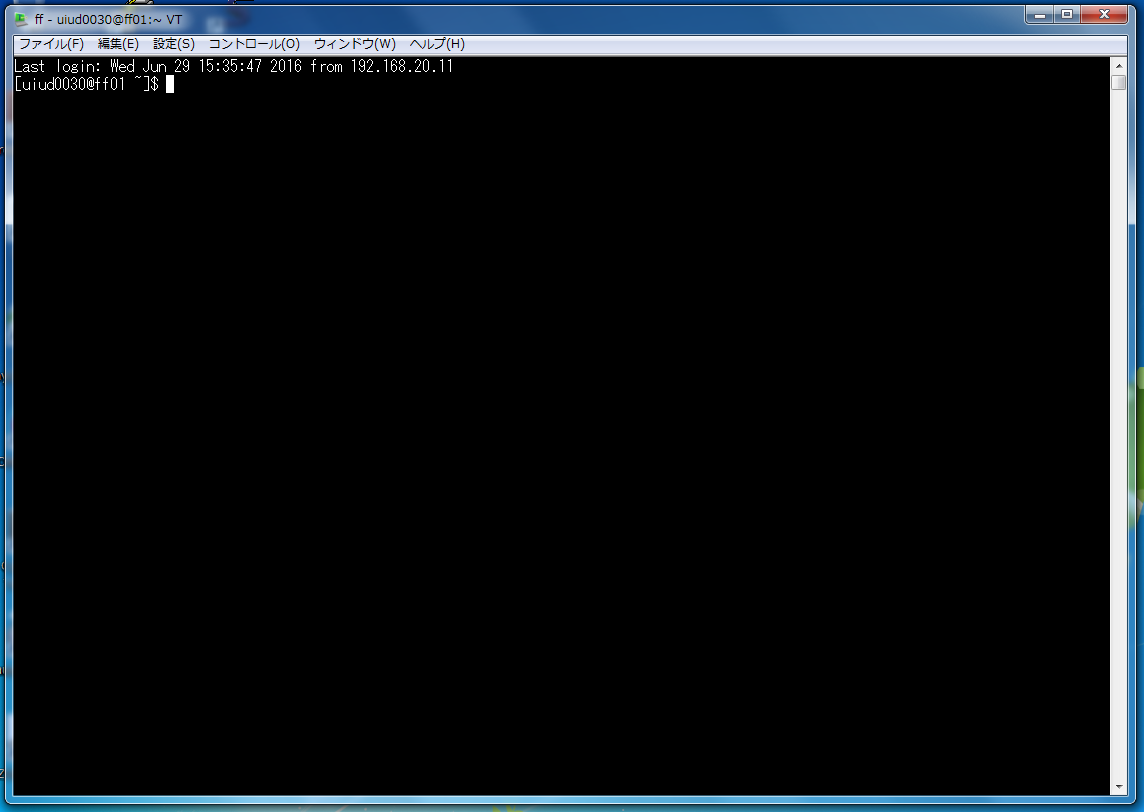 ff - uiud0030@ff01:~ VT
ファイル(F) 編集(E) 設定(S) コントロール(O) ウィンドウ(W) ヘルプ(H)
Last login: Wed Jun 29 15:35:47 2016 from 192.168.20.11
[uiud0030@ff01 ~]$